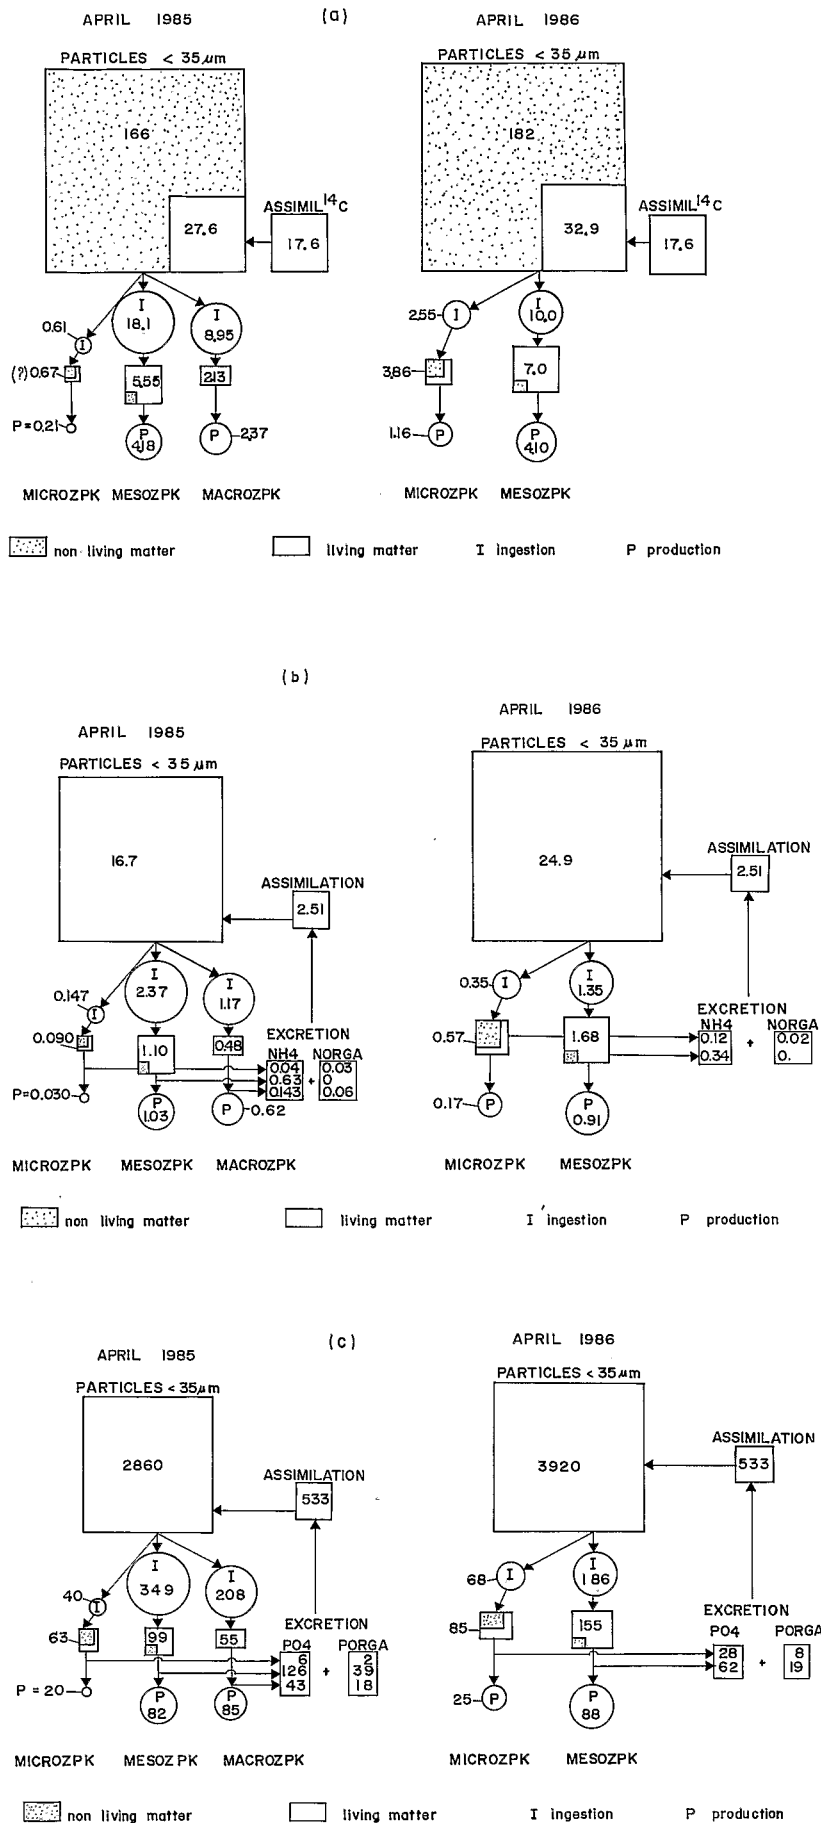 (a)
APRIL 1985
APRIL 1986
PARTICLES < 35 µm
PARTICLES < 35 µm
166
182
27.6
ASSIMIL 14C
17.6
32.9
ASSIMIL 14C
17.6
I
18.1
I
8.95
0.61
I
(?) 0.67
5.55
2.13
P = 0.21
P
4.18
P
2.37
2.55
I
I
10.0
3.86
7.0
1.16
P
P
4.10
MICROZPK MESOZPK MACROZPK
MICROZPK MESOZPK
non living matter
living matter
I ingestion
P production
(b)
APRIL 1985
APRIL 1986
PARTICLES < 35 µm
PARTICLES < 35 µm
16.7
24.9
ASSIMILATION
2.51
ASSIMILATION
2.51
I
2.37
I
1.17
0.147
I
0.090
1.10
0.48
EXCRETION
NH4 NORGA
0.04 0.03
0.63 + 0
0.143 0.06
P=0.030
P
1.03
P
0.62
0.35
I
I
1.35
0.57
1.68
EXCRETION
NH4 NORGA
0.12 + 0.02
0.34 0.
0.17
P
P
0.91
MICROZPK MESOZPK MACROZPK
MICROZPK MESOZPK
non living matter
living matter
I ingestion
P production
(c)
APRIL 1985
APRIL 1986
PARTICLES < 35µm
PARTICLES < 35µm
2860
3920
ASSIMILATION
533
ASSIMILATION
533
I
349
I
208
40
I
63
99
55
EXCRETION
PO4 PORGA
6 2
126 + 39
43 18
P = 20
P
82
P
85
68
I
I
186
85
155
EXCRETION
PO4 PORGA
28 8
62 + 19
25
P
P
88
MICROZPK MESOZPK MACROZPK
MICROZPK MESOZPK
non living matter
living matter
I ingestion
P production